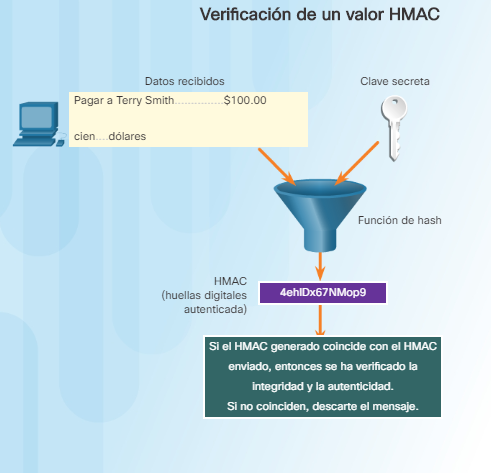 Verificación de un valor HMAC
Datos recibidos
Clave secreta
Pagar a Terry Smith...............$100.00
cien....dólares
Función de hash
HMAC
(huellas digitales
autenticada)
4ehIDx67NMop9
Si el HMAC generado coincide con el HMAC
enviado, entonces se ha verificado la
integridad y la autenticidad.
Si no coinciden, descarte el mensaje.